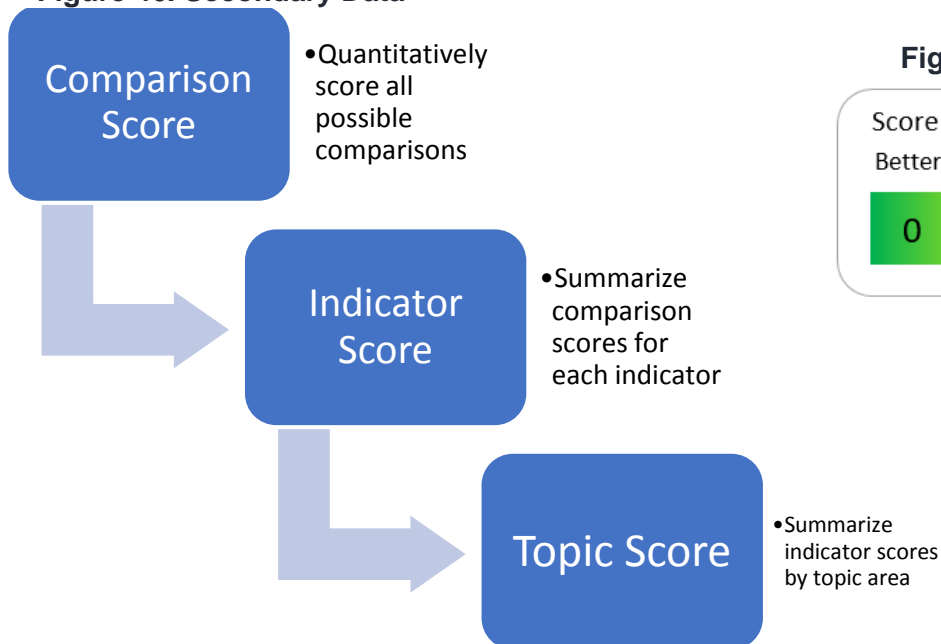 Comparison
Score
•Quantitatively
score all
possible
comparisons
Fig
Score
Better
0
Indicator
Score
•Summarize
comparison
scores for
each indicator
Topic Score
•Summarize
indicator scores
by topic area